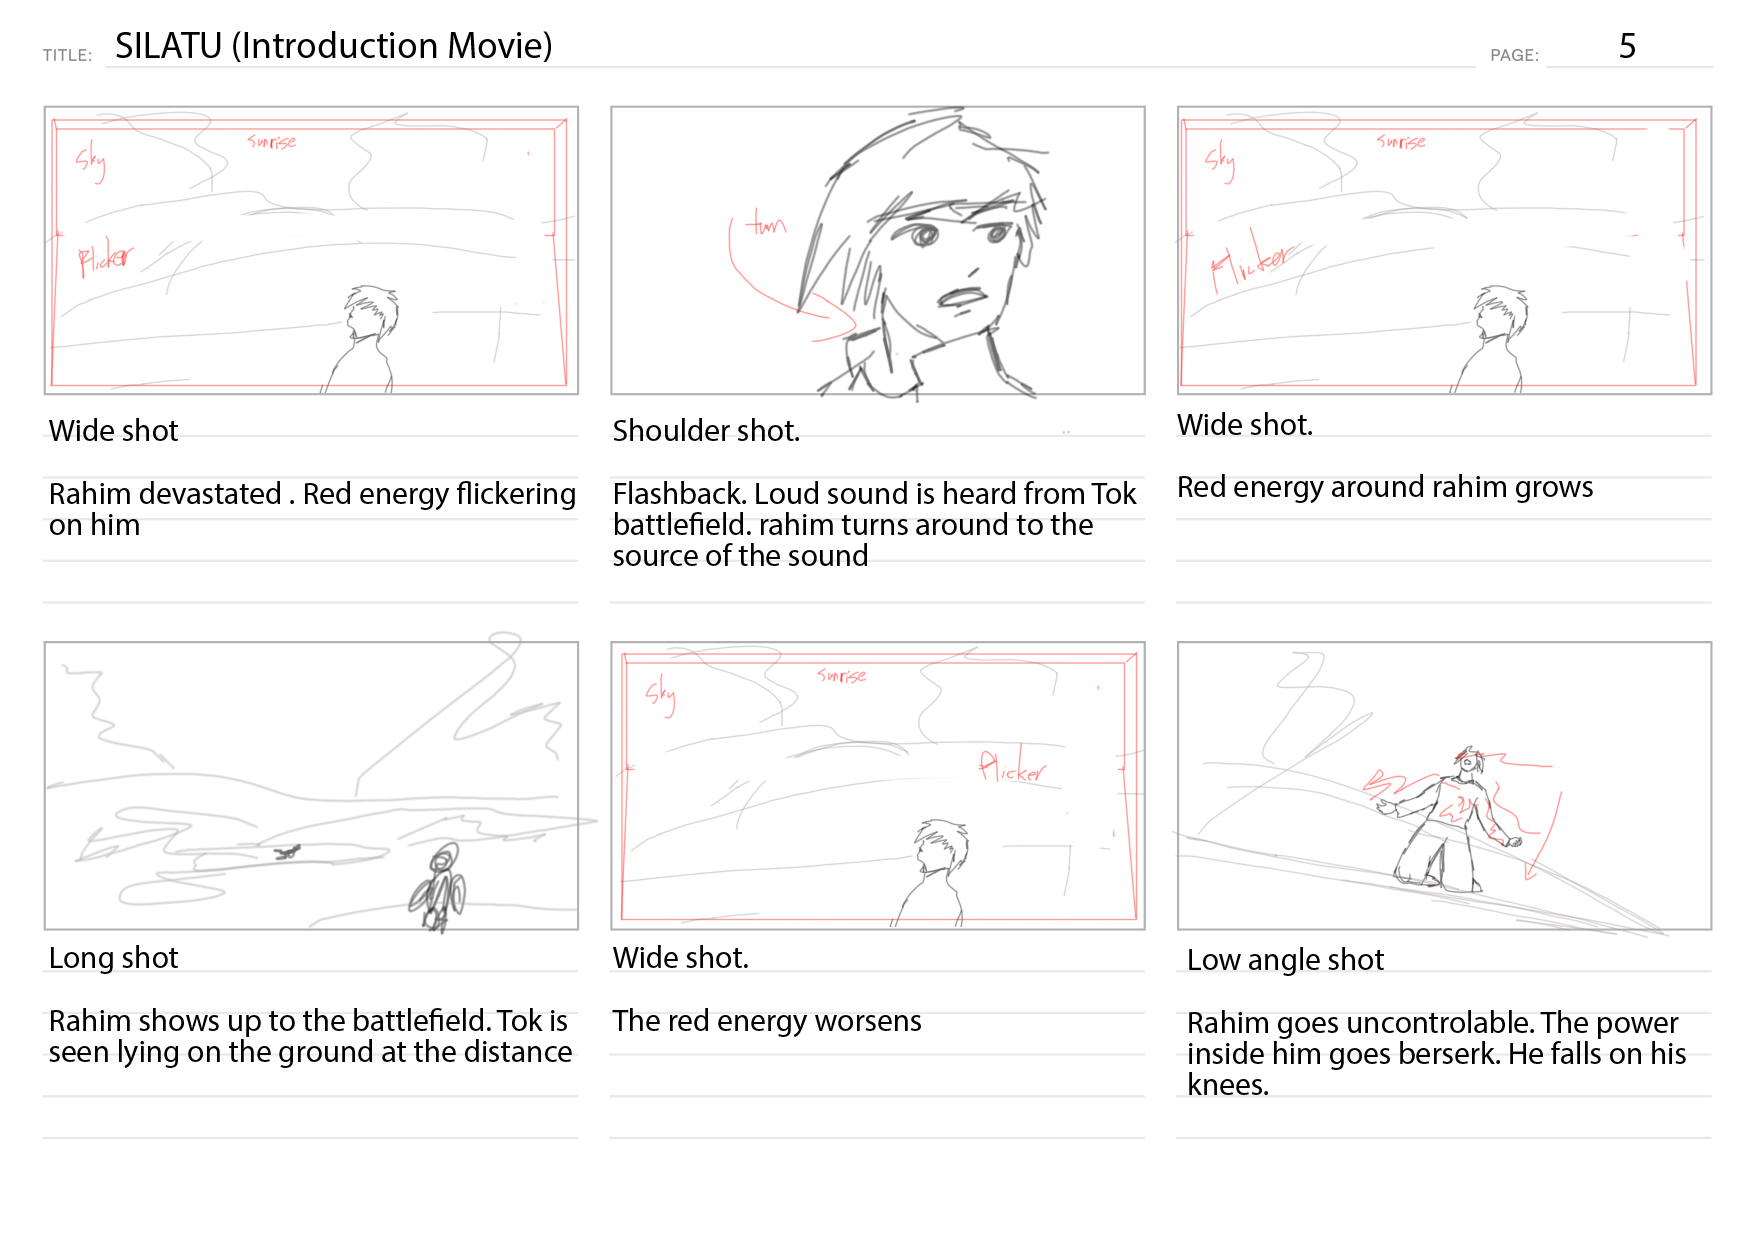 TITLE: SILATU (Introduction Movie)
PAGE: 5
Sky
sunrise
Flicker
Wide shot
Rahim devastated . Red energy flickering
on him
turn
Shoulder shot.
Flashback. Loud sound is heard from Tok
battlefield. rahim turns around to the
source of the sound
Sky
sunrise
Flicker
Wide shot.
Red energy around rahim grows
Long shot
Rahim shows up to the battlefield. Tok is
seen lying on the ground at the distance
Sky
sunrise
Flicker
Wide shot.
The red energy worsens
Low angle shot
Rahim goes uncontrolable. The power
inside him goes berserk. He falls on his
knees.